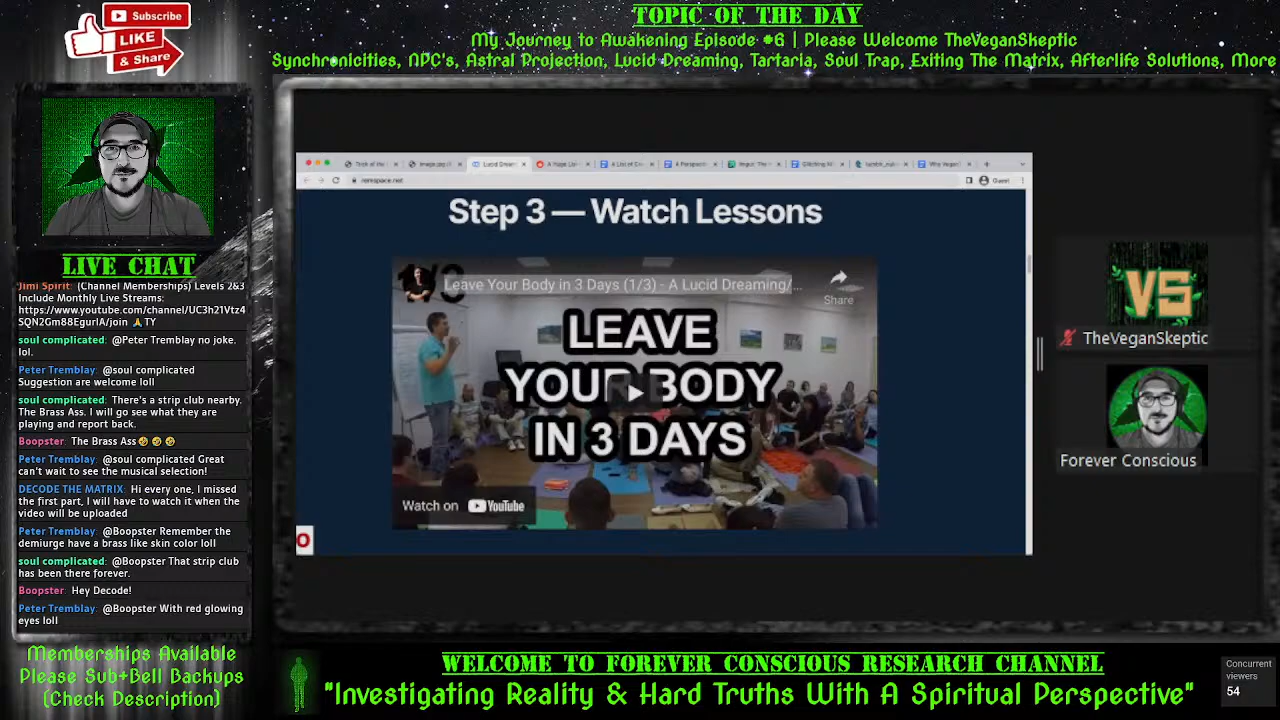 Subscribe
LIKE
& Share
TOPIC OF THE DAY
My Journey to Awakening Episode #6 | Please Welcome TheVeganSkeptic
Synchronicities, NPC's, Astral Projection, Lucid Dreaming, Tartaria, Soul Trap, Exiting The Matrix, Afterlife Solutions, More
LIVE CHAT
Jimi Spirit: (Channel Memberships) Levels 2&3
Include Monthly Live Streams:
https://www.youtube.com/channel/UC3h21Vtz4
SQN2Gm88EgurIA/join 🙏 TY
soul complicated: @Peter Tremblay no joke.
lol.
Peter Tremblay: @soul complicated
Suggestion are welcome loll
soul complicated: There's a strip club nearby.
The Brass Ass. I will go see what they are
playing and report back.
Boopster: The Brass Ass🤣 🤣 🤣
Peter Tremblay: @soul complicated Great
can't wait to see the musical selection!
DECODE THE MATRIX: Hi every one, I missed
the first part, I will have to watch it when the
video will be uploaded
Peter Tremblay: @Boopster Remember the
demiurge have a brass like skin color loll
soul complicated: @Boopster That strip club
has been there forever.
Boopster: Hey Decode!
Peter Tremblay: @Boopster With red glowing
eyes loll
Memberships Available
Please Sub+Bell Backups
(Check Description)
Lucid Dream
remspace.net
Guest
Step 3 — Watch Lessons
1/3
Leave Your Body in 3 Days (1/3) - A Lucid Dreaming/...
Share
LEAVE
YOUR BODY
IN 3 DAYS
Watch on YouTube
O
VS
TheVeganSkeptic
Forever Conscious
WELCOME TO FOREVER CONSCIOUS RESEARCH CHANNEL
"Investigating Reality & Hard Truths With A Spiritual Perspective"
Concurrent
viewers
54